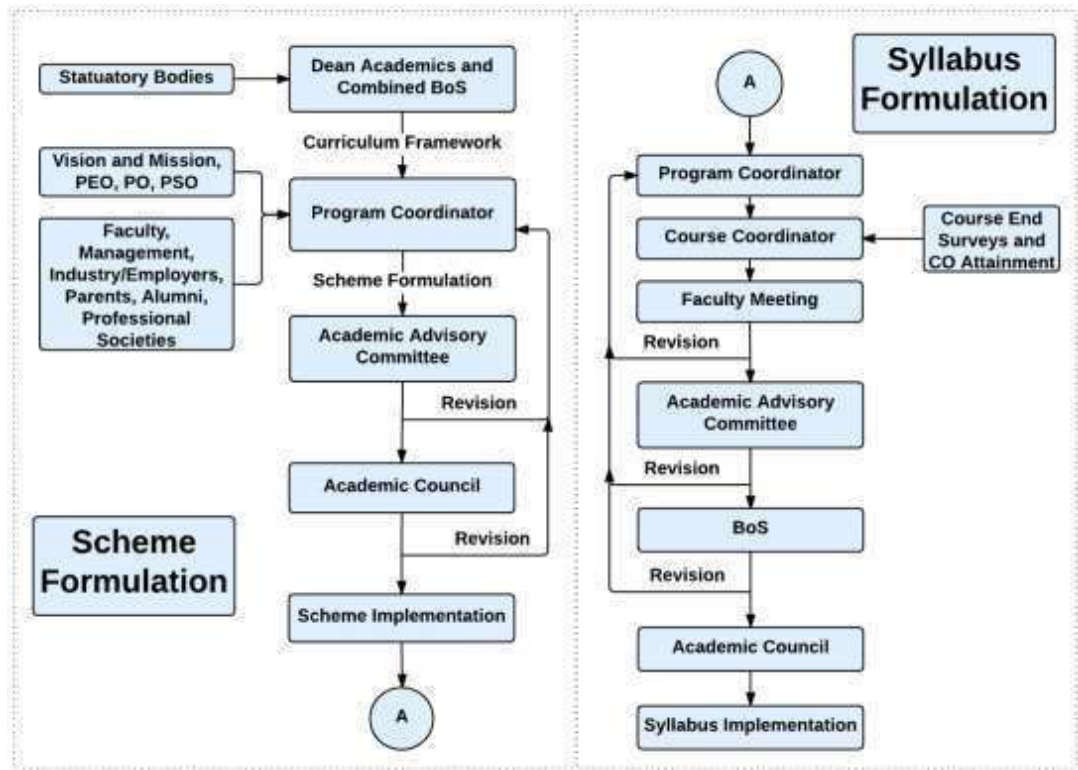 Statuatory Bodies
Dean Academics and
Combined BoS
Curriculum Framework
Vision and Mission,
PEO, PO, PSO
Program Coordinator
Faculty,
Management,
Industry/Employers,
Parents, Alumni,
Professional
Societies
Scheme Formulation
Academic Advisory
Committee
Revision
Academic Council
Revision
Scheme
Formulation
Scheme Implementation
A
Syllabus
Formulation
A
Program Coordinator
Course Coordinator
Course End
Surveys and
CO Attainment
Faculty Meeting
Revision
Academic Advisory
Committee
Revision
BoS
Revision
Academic Council
Syllabus Implementation